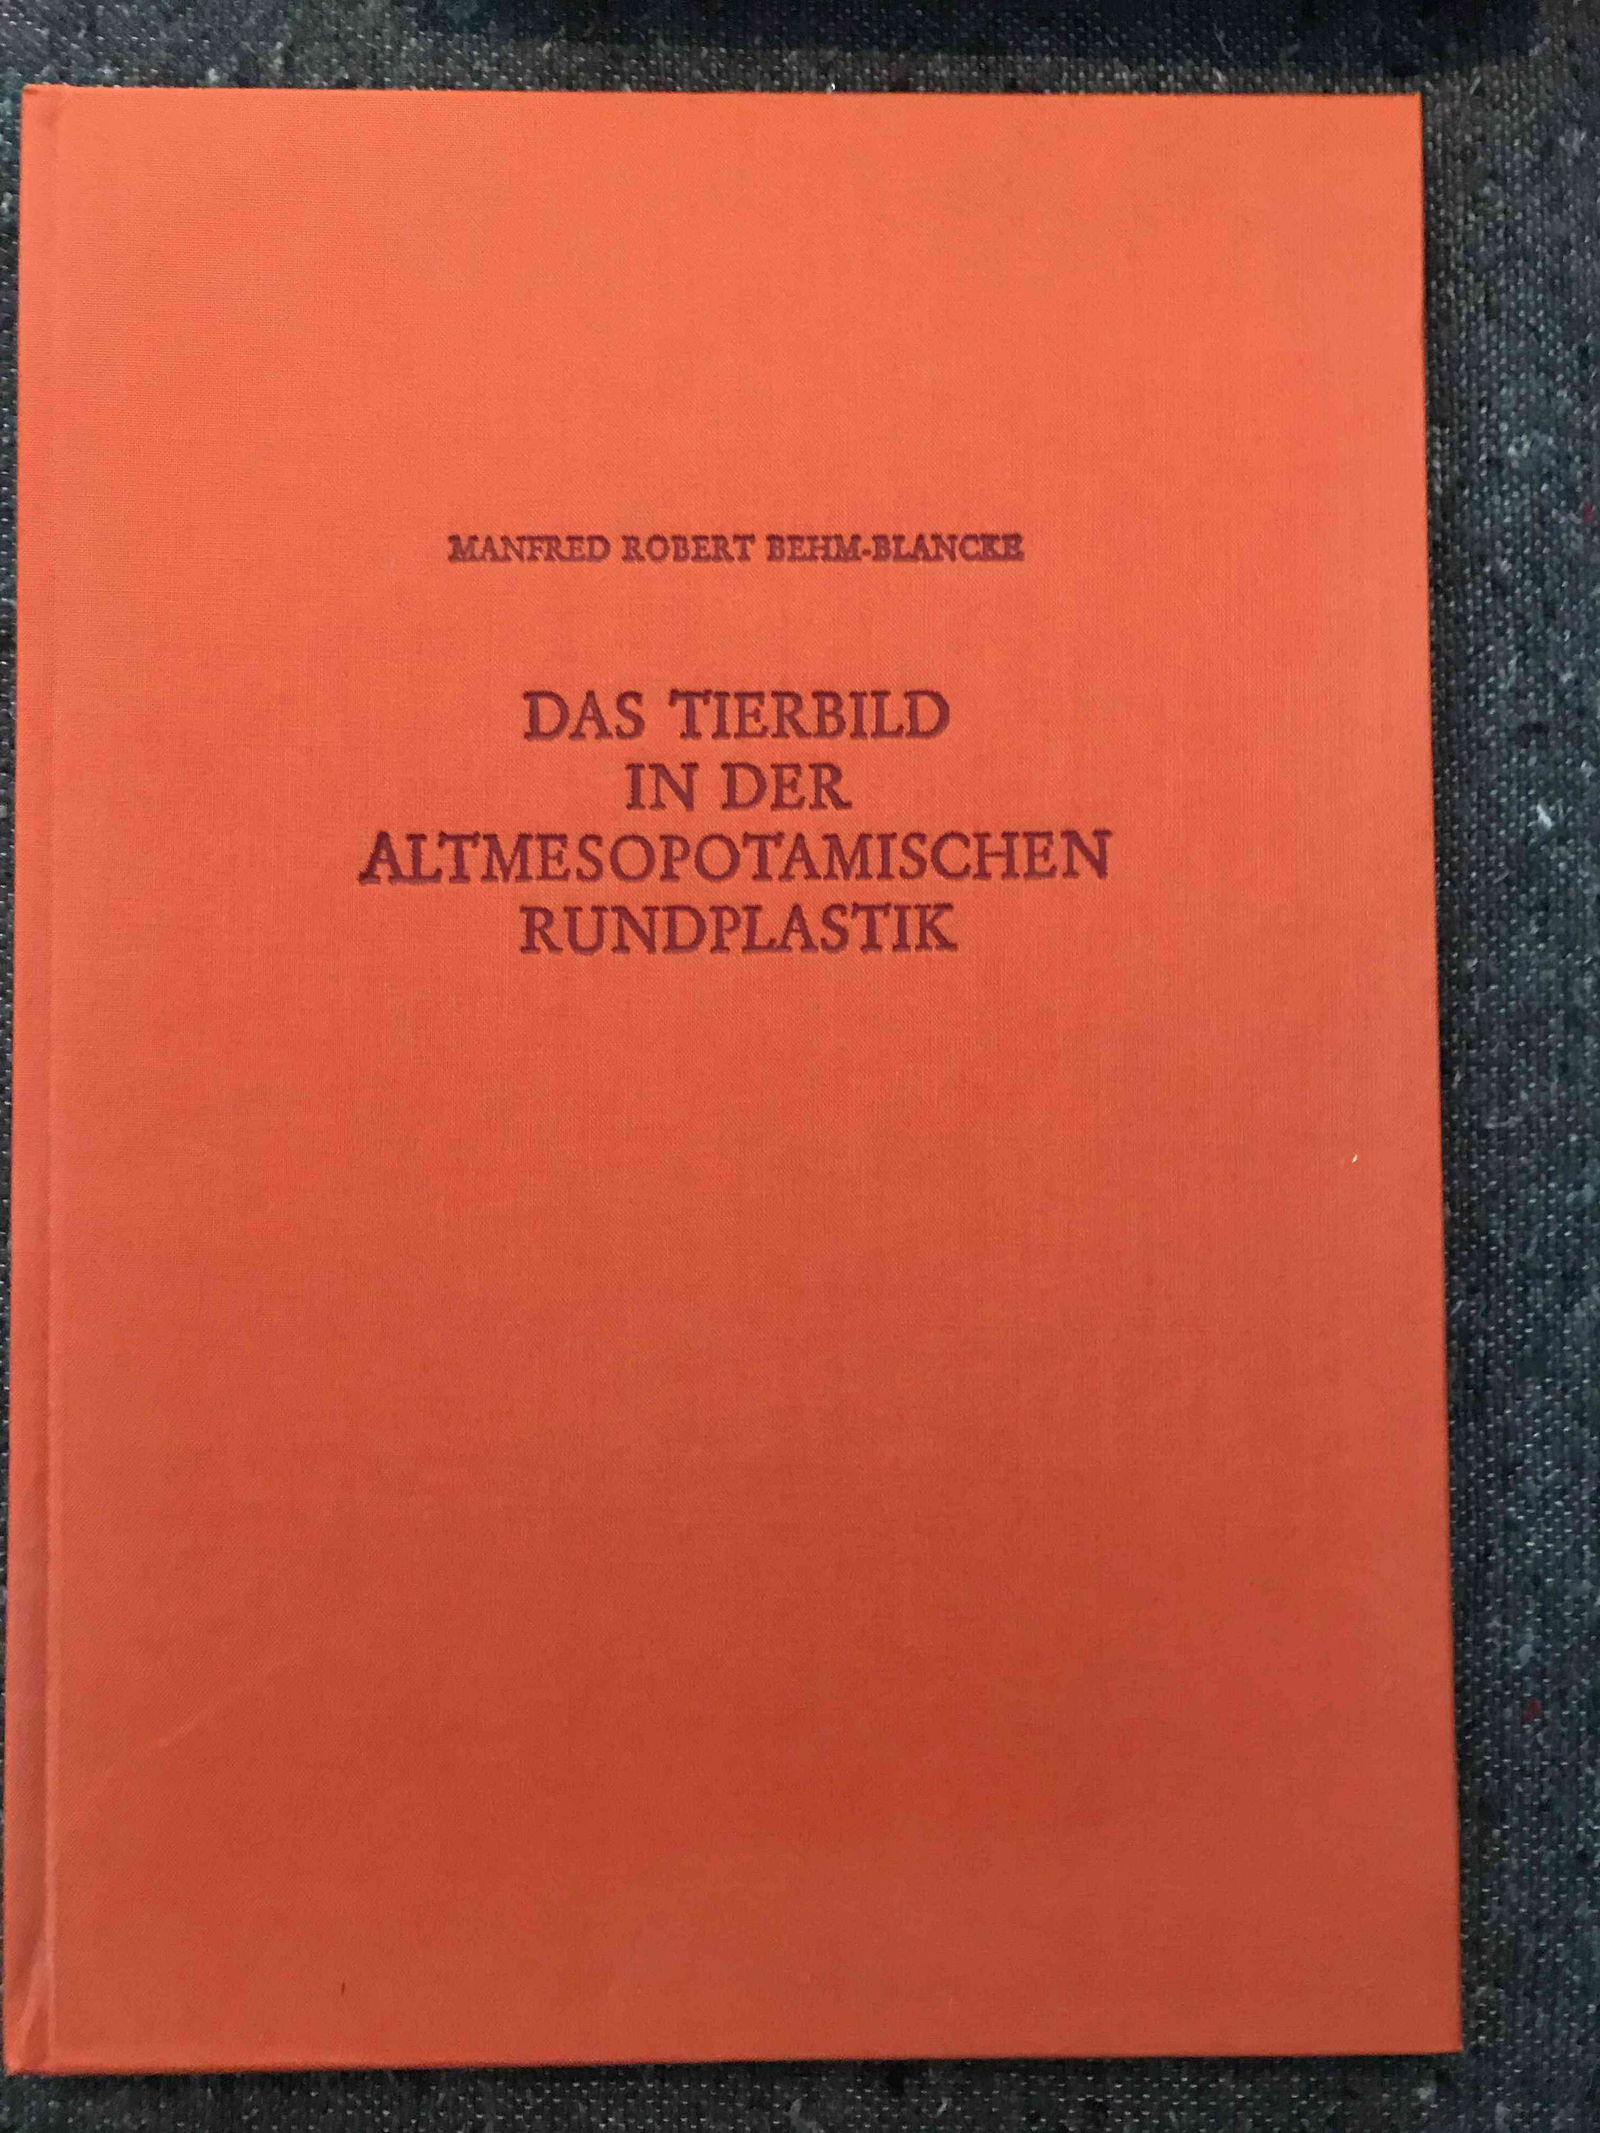 MANFRED ROBERT BEHM-BLANCKE
DAS TIERBILD
IN DER
ALTMESOPOTAMISCHEN
RUNDPLASTIK